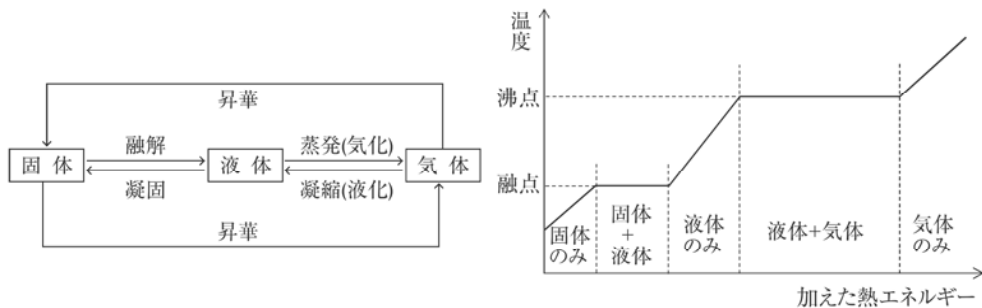 昇華
融解
蒸発(気化)
固体
液体
気体
凝固
凝縮(液化)
昇華
温度
沸点
融点
固体
のみ
固体
+
液体
液体
のみ
液体+気体
気体
のみ
加えた熱エネルギー